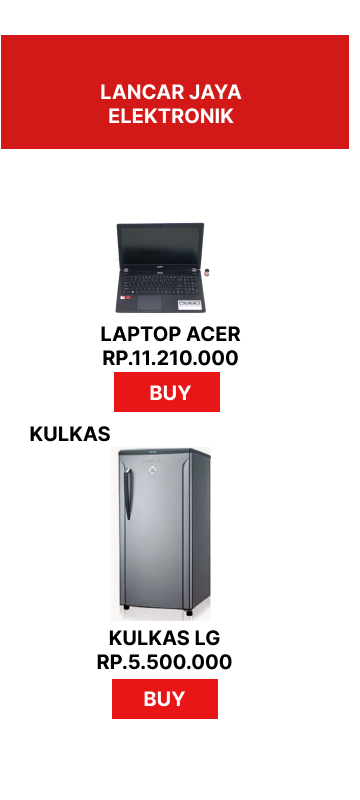 LANCAR JAYA
ELEKTRONIK
LAPTOP ACER
RP.11.210.000
BUY
KULKAS
KULKAS LG
RP.5.500.000
BUY